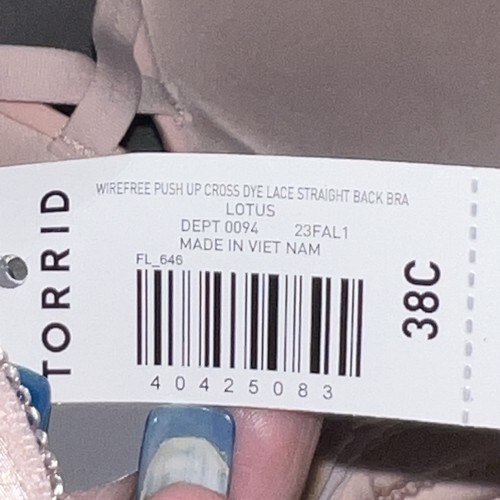 TORRID
WIREFREE PUSH UP CROSS DYE LACE STRAIGHT BACK BRA
LOTUS
DEPT 0094 23FAL1
MADE IN VIET NAM
FL_646
40425083
38C